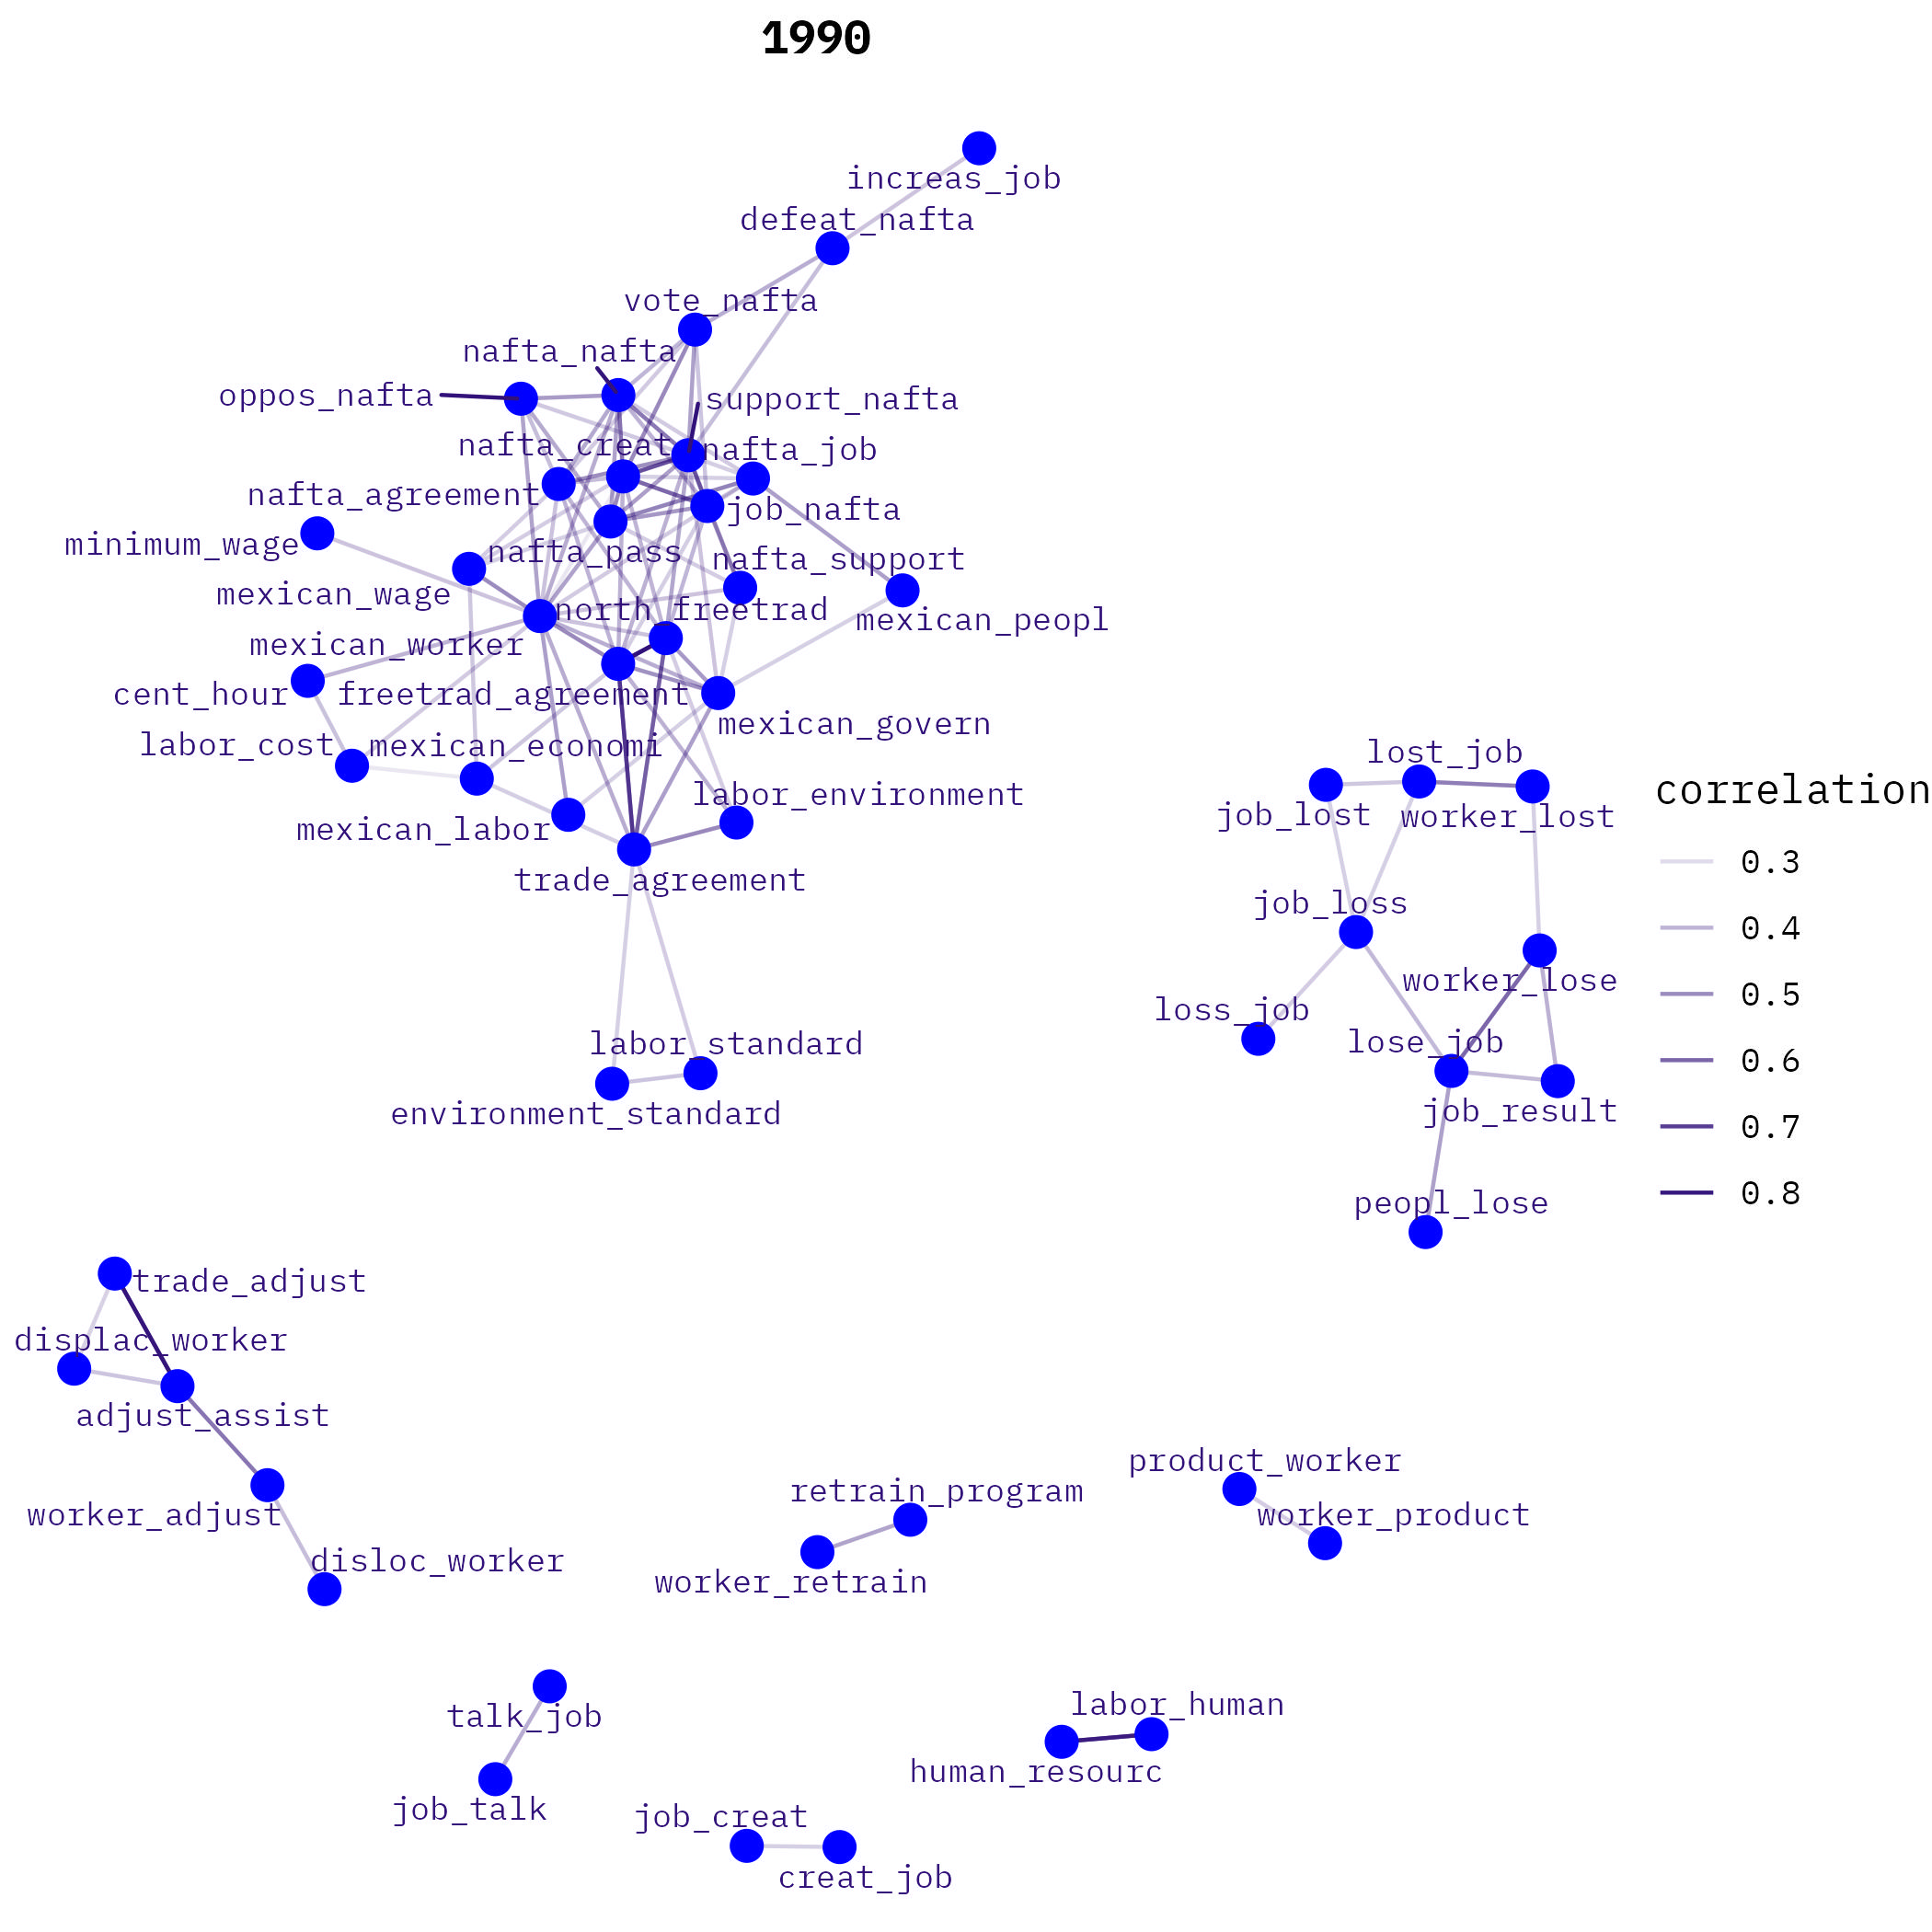 1990
increas_job
defeat_nafta
vote_nafta
nafta_nafta
oppos_nafta
support_nafta
nafta_creat
nafta_job
nafta_agreement
job_nafta
minimum_wage
nafta_pass
nafta_support
mexican_wage
north_freetrad
mexican_peopl
mexican_worker
cent_hour
freetrad_agreement
mexican_govern
labor_cost
mexican_economi
labor_environment
mexican_labor
trade_agreement
labor_standard
environment_standard
lost_job
job_lost
worker_lost
job_loss
worker_lose
loss_job
lose_job
job_result
peopl_lose
correlation
0.3
0.4
0.5
0.6
0.7
0.8
trade_adjust
displac_worker
adjust_assist
worker_adjust
disloc_worker
retrain_program
worker_retrain
product_worker
worker_product
talk_job
job_talk
labor_human
human_resourc
job_creat
creat_job